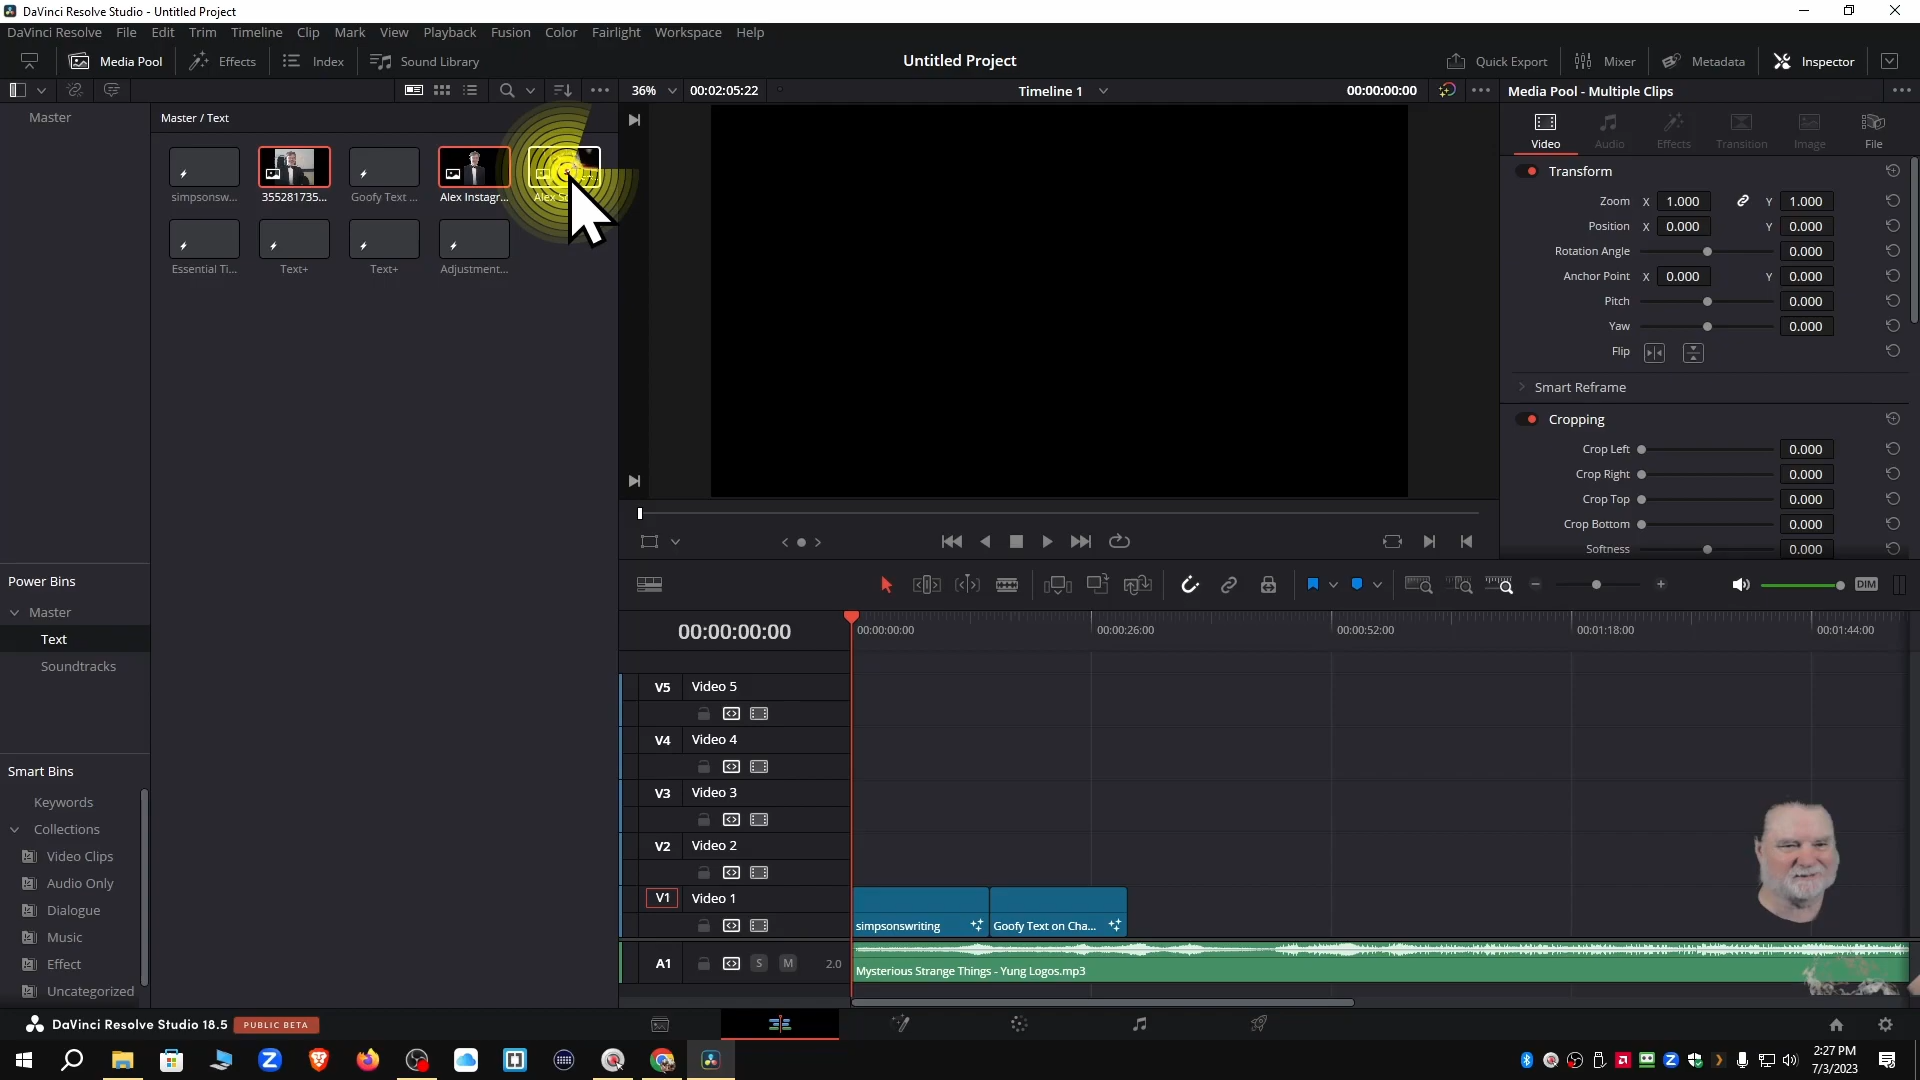 DaVinci Resolve Studio - Untitled Project
DaVinci Resolve File Edit Trim Timeline Clip Mark View Playback Fusion Color Fairlight Workspace Help
Media Pool Effects Index Sound Library Untitled Project Quick Export Mixer Metadata Inspector
36% 00:02:05:22 Timeline 1 00:00:00:00 Media Pool - Multiple Clips
Master Master / Text
Video Audio Effects Transition Image File
simpsonsw... 355281735... Goofy Text ... Alex Instagr...
Essential Ti... Text+ Text+ Adjustment...
Transform
Zoom X 1.000 Y 1.000
Position X 0.000 Y 0.000
Rotation Angle 0.000
Anchor Point X 0.000 Y 0.000
Pitch 0.000
Yaw 0.000
Flip
Smart Reframe
Cropping
Crop Left 0.000
Crop Right 0.000
Crop Top 0.000
Crop Bottom 0.000
Softness 0.000
Power Bins
Master
Text
Soundtracks
Smart Bins
Keywords
Collections
Video Clips
Audio Only
Dialogue
Music
Effect
Uncategorized
DIM
00:00:00:00 00:00:00:00 00:00:26:00 00:00:52:00 00:01:18:00 00:01:44:00
V5 Video 5
V4 Video 4
V3 Video 3
V2 Video 2
V1 Video 1
simpsonswriting Goofy Text on Cha...
A1 S M 2.0
Mysterious Strange Things - Yung Logos.mp3
DaVinci Resolve Studio 18.5 PUBLIC BETA
2:27 PM
7/3/2023